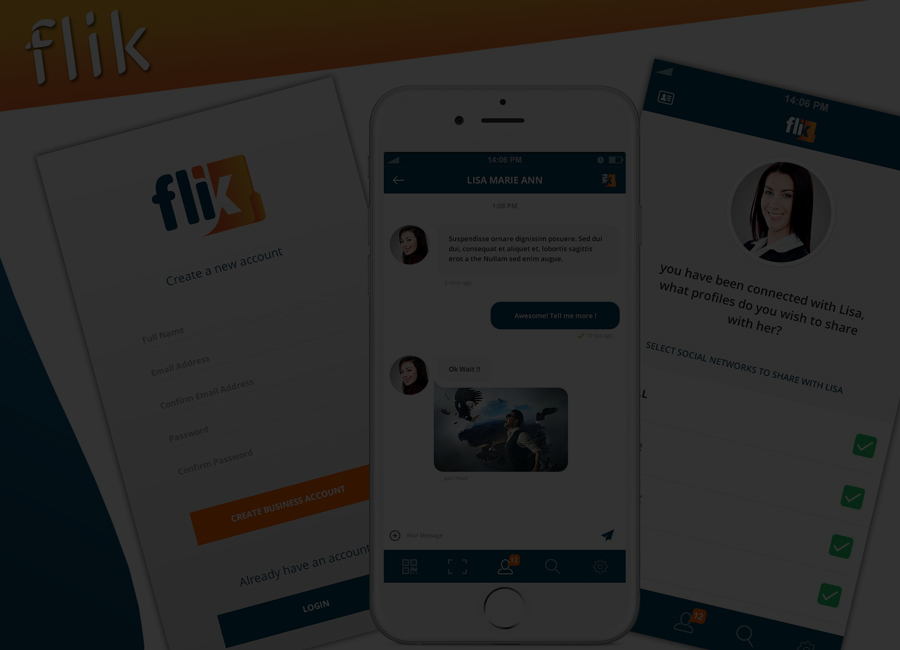 flik
flik
Create a new account
Full Name
Email Address
Confirm Email Address
Password
Confirm Password
CREATE BUSINESS ACCOUNT
Already have an account
LOGIN
14:06 PM
LISA MARIE ANN
flik
1:08 PM
Suspendisse ornare dignissim posuere. Sed dui
dui, consequat et aliquet et, lobortis sagittis
eros a the Nullam sed enim augue.
Awesome! Tell me more !
Ok Wait !!
Your Message
12
14:06 PM
flik
you have been connected with Lisa,
what profiles do you wish to share
with her?
SELECT SOCIAL NETWORKS TO SHARE WITH LISA
L
12